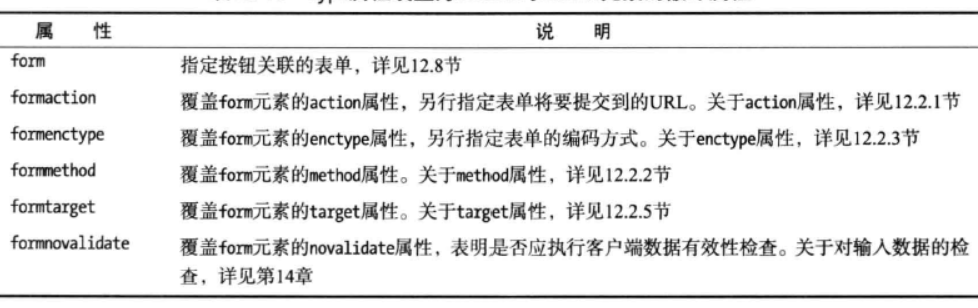 属 性 说 明
form 指定按钮关联的表单，详见12.8节
formaction 覆盖form元素的action属性，另行指定表单将要提交到的URL。关于action属性，详见12.2.1节
formenctype 覆盖form元素的enctype属性，另行指定表单的编码方式。关于enctype属性，详见12.2.3节
formmethod 覆盖form元素的method属性。关于method属性，详见12.2.2节
formtarget 覆盖form元素的target属性。关于target属性，详见12.2.5节
formnovalidate 覆盖form元素的novalidate属性，表明是否应执行客户端数据有效性检查。关于对输入数据的检
查，详见第14章